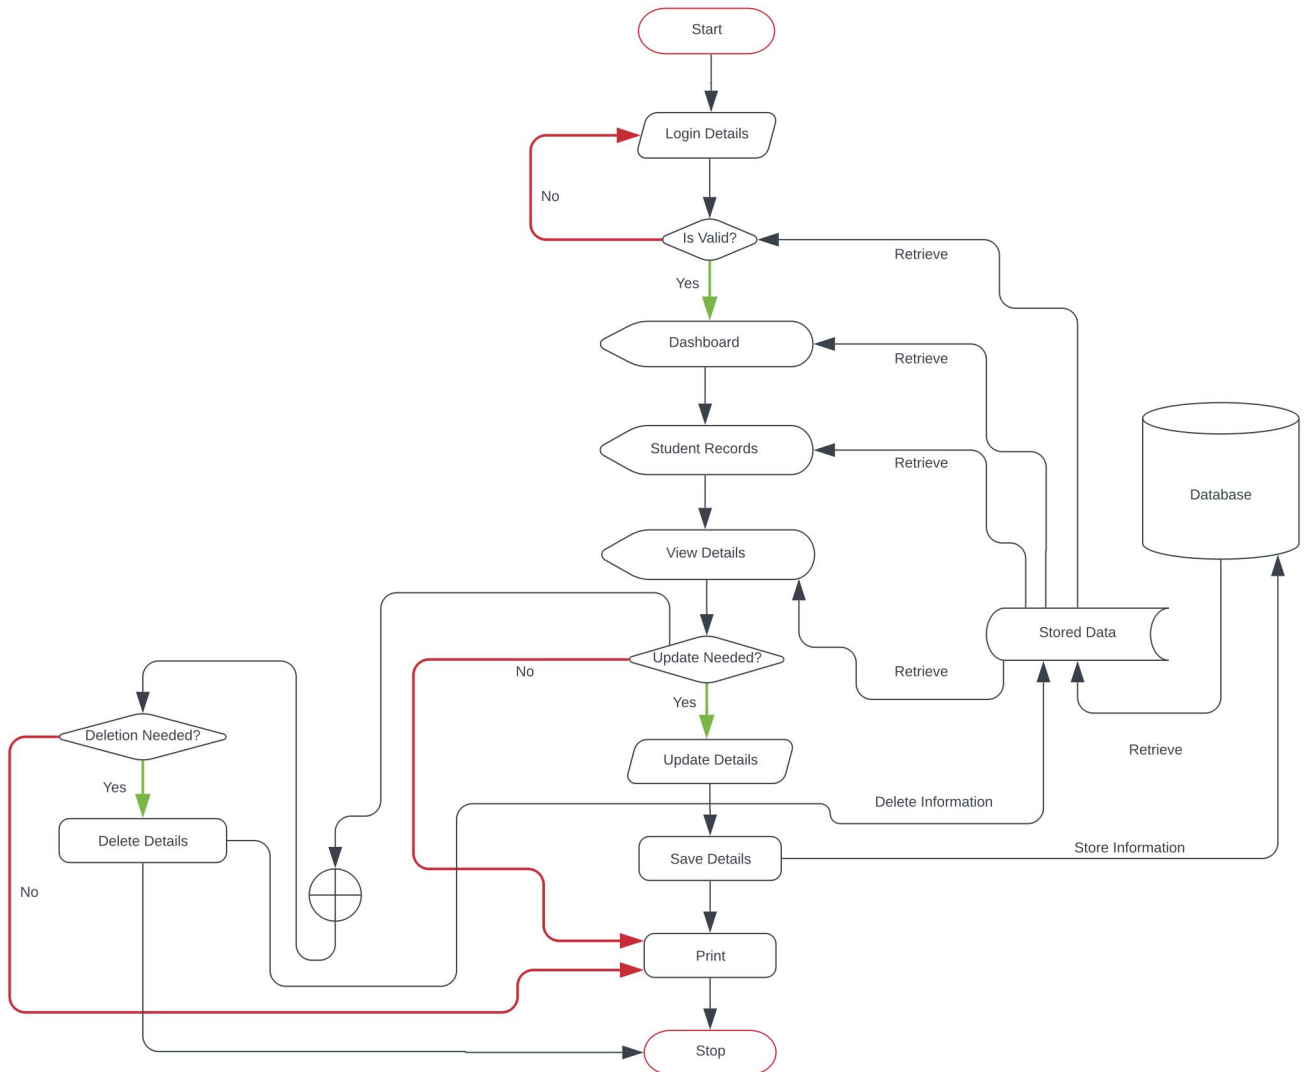 Start
Login Details
No
Is Valid?
Retrieve
Yes
Dashboard
Retrieve
Student Records
Retrieve
Database
View Details
Stored Data
Update Needed?
No
Retrieve
Yes
Deletion Needed?
Retrieve
Update Details
Yes
Delete Information
Delete Details
Store Information
Save Details
No
Print
Stop